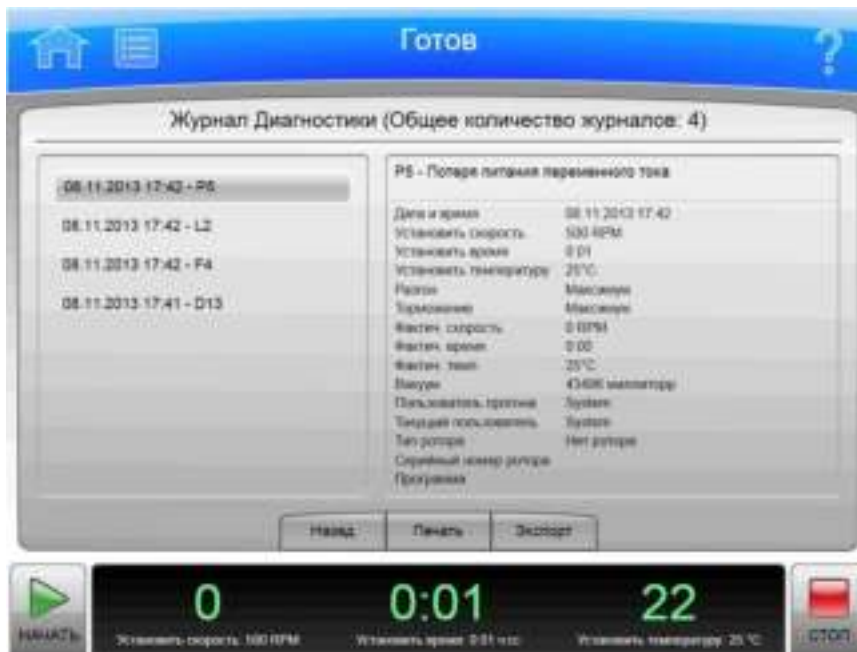 Готов
?
Журнал Диагностики (Общее количество журналов: 4)
08.11.2013 17:42 - P5
08.11.2013 17:42 - L2
08.11.2013 17:42 - F4
08.11.2013 17:41 - D13
P5 - Потеря питания переменного тока
Дата и время 08.11.2013 17:42
Установить скорость 500 RPM
Установить время 0:01
Установить температуру 25°C
Разгон Максимум
Торможение Максимум
Фактич. скорость 0 RPM
Фактич. время 0:00
Фактич. темп. 25°C
Вакуум миллиторр
Пользователь прогона System
Текущий пользователь System
Тип ротора Нет ротора
Серийный номер ротора
Программа
Назад Печать Экспорт
0 0:01 22
НАЧАТЬ Установить скорость: 500 RPM Установить время: 0:01 Установить температуру: 25 °C СТОП